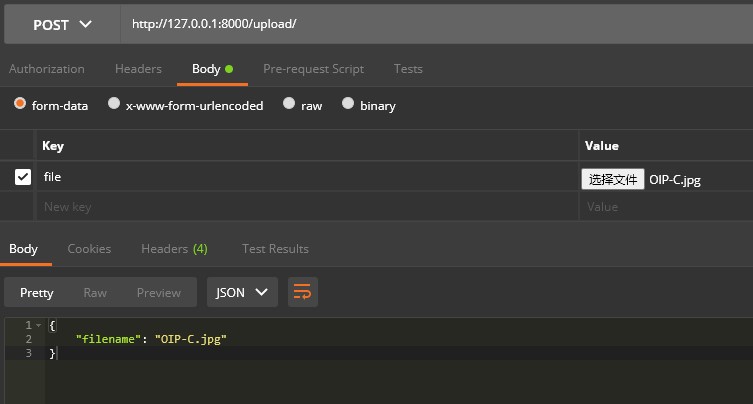 POST http://127.0.0.1:8000/upload/
Authorization Headers Body Pre-request Script Tests
form-data x-www-form-urlencoded raw binary
Key Value
file 选择文件 OIP-C.jpg
New key Value
Body Cookies Headers (4) Test Results
Pretty Raw Preview JSON
1 {
2 "filename": "OIP-C.jpg"
3 }